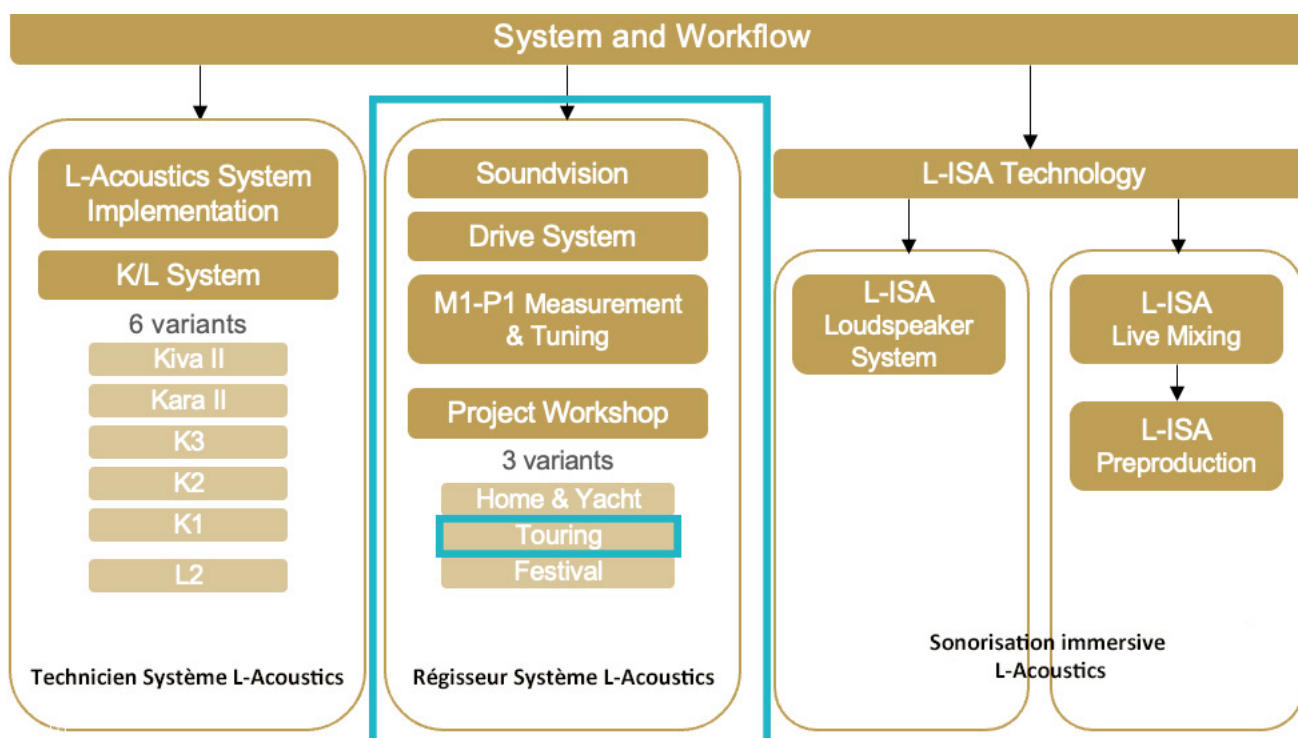 System and Workflow
L-Acoustics System
Implementation
K/L System
6 variants
Kiva II
Kara II
K3
K2
K1
L2
Technicien Système L-Acoustics
Soundvision
Drive System
M1-P1 Measurement
& Tuning
Project Workshop
3 variants
Home & Yacht
Touring
Festival
Régisseur Système L-Acoustics
L-ISA Technology
L-ISA
Loudspeaker
System
L-ISA
Live Mixing
L-ISA
Preproduction
Sonorisation immersive
L-Acoustics